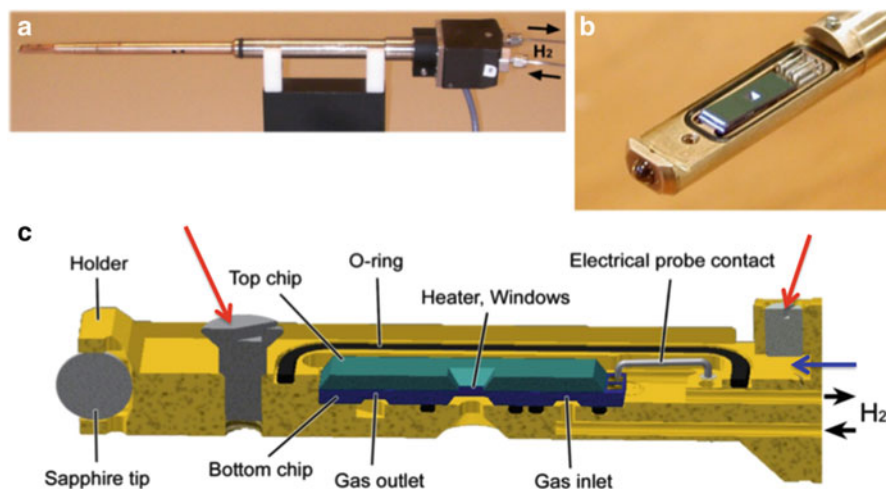 a
H2
b
c
Holder
Top chip
O-ring
Heater, Windows
Electrical probe contact
H2
Sapphire tip
Bottom chip
Gas outlet
Gas inlet